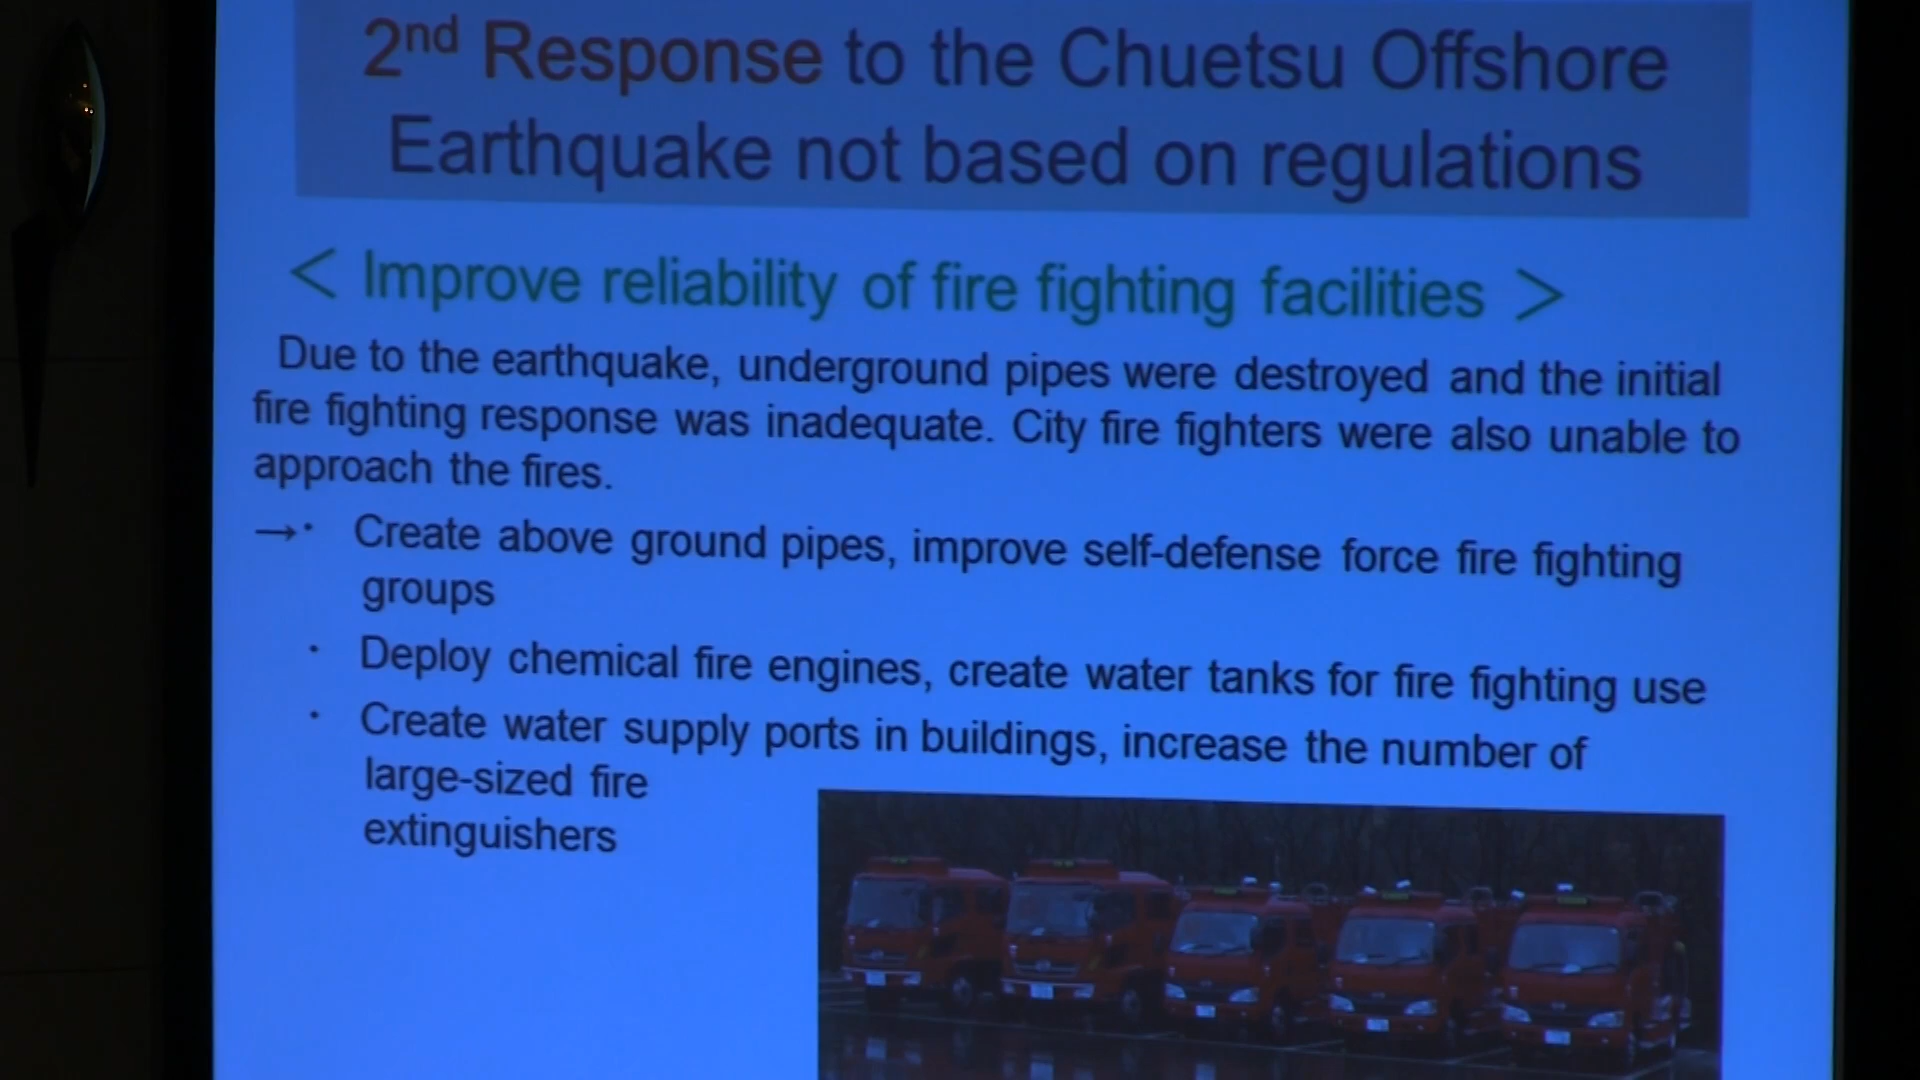 2nd Response to the Chuetsu Offshore
Earthquake not based on regulations
< Improve reliability of fire fighting facilities >
Due to the earthquake, underground pipes were destroyed and the initial
fire fighting response was inadequate. City fire fighters were also unable to
approach the fires.
→・ Create above ground pipes, improve self-defense force fire fighting
groups
・ Deploy chemical fire engines, create water tanks for fire fighting use
・ Create water supply ports in buildings, increase the number of
large-sized fire
extinguishers